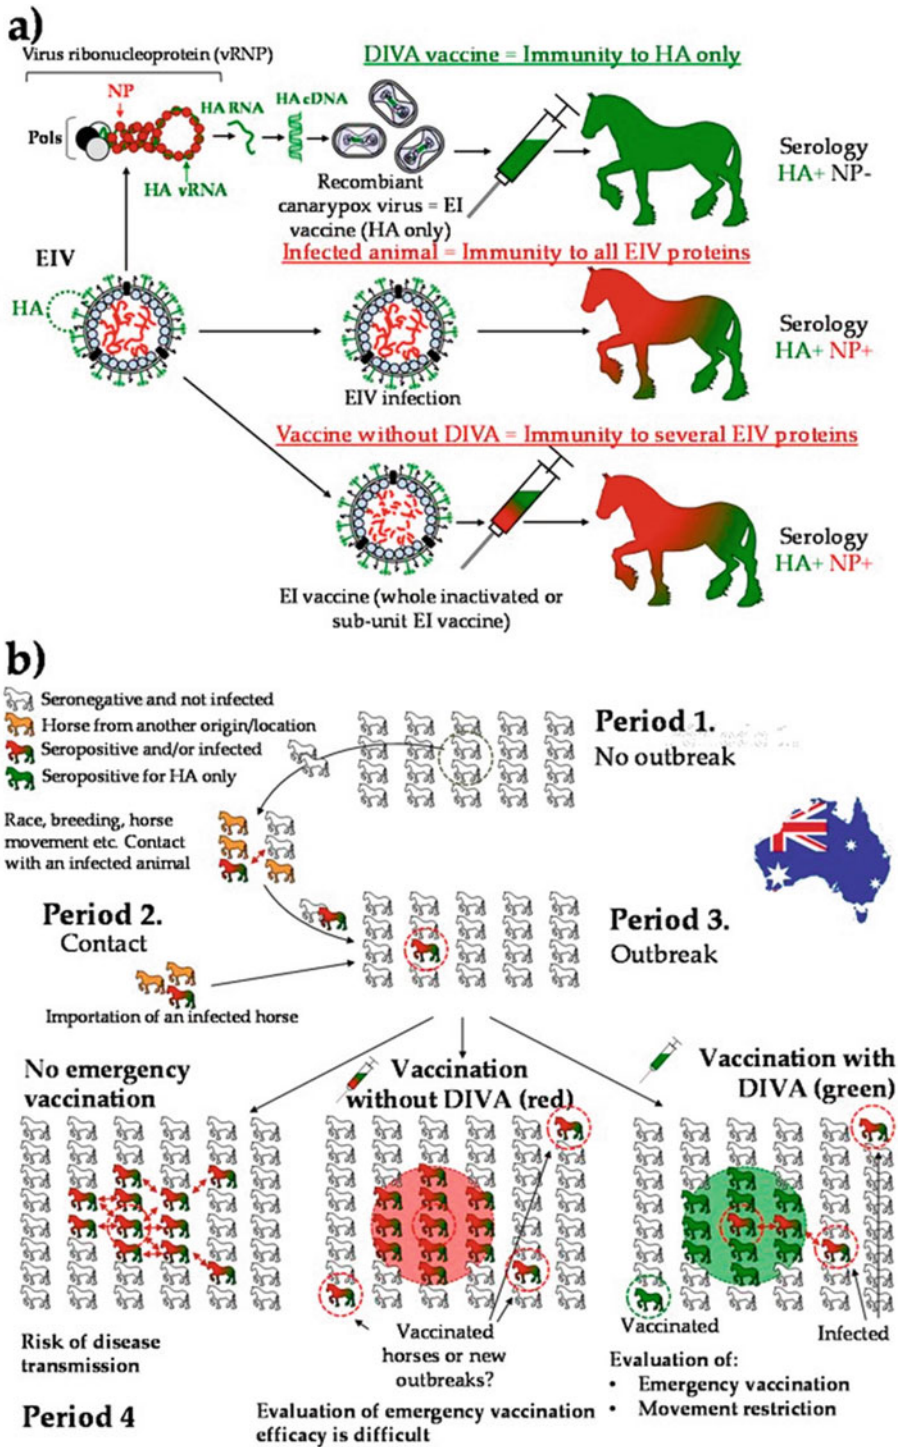 a)
Virus ribonucleoprotein (vRNP)
DIVA vaccine = Immunity to HA only
NP
HA RNA
HA cDNA
Pols
HA vRNA
Recombiant
canarypox virus = EI
vaccine (HA only)
Serology
HA+ NP-
EIV
Infected animal = Immunity to all EIV proteins
HA
EIV infection
Serology
HA+ NP+
Vaccine without DIVA = Immunity to several EIV proteins
Serology
HA+ NP+
EI vaccine (whole inactivated or
sub-unit EI vaccine)
b)
Seronegative and not infected
Horse from another origin/location
Seropositive and/or infected
Seropositive for HA only
Period 1.
No outbreak
Race, breeding, horse
movement etc. Contact
with an infected animal
Period 2.
Contact
Period 3.
Outbreak
Importation of an infected horse
No emergency
vaccination
Vaccination
without DIVA (red)
Vaccination with
DIVA (green)
Risk of disease
transmission
Vaccinated
horses or new
outbreaks?
Vaccinated
Infected
Evaluation of:
• Emergency vaccination
• Movement restriction
Period 4
Evaluation of emergency vaccination
efficacy is difficult